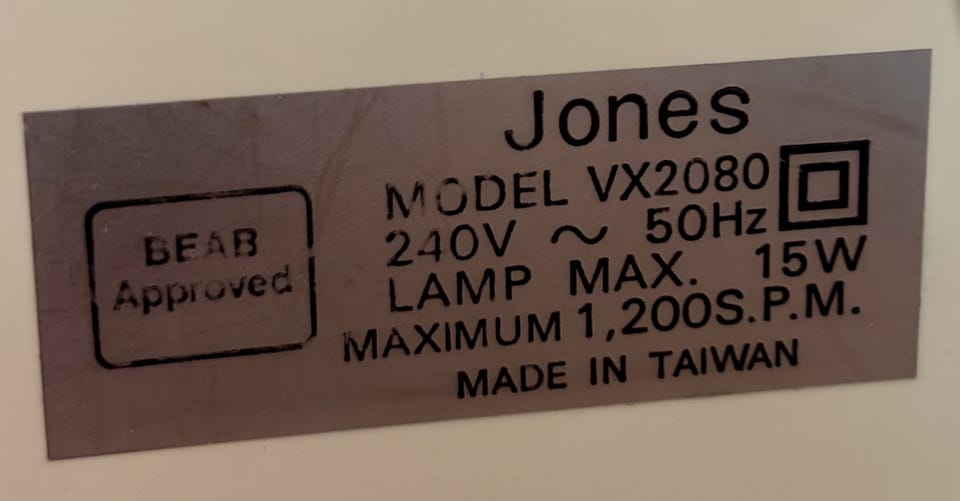 Jones
MODEL VX2080
240V ~ 50Hz
LAMP MAX. 15W
MAXIMUM 1,200S.P.M.
MADE IN TAIWAN
BEAB
Approved